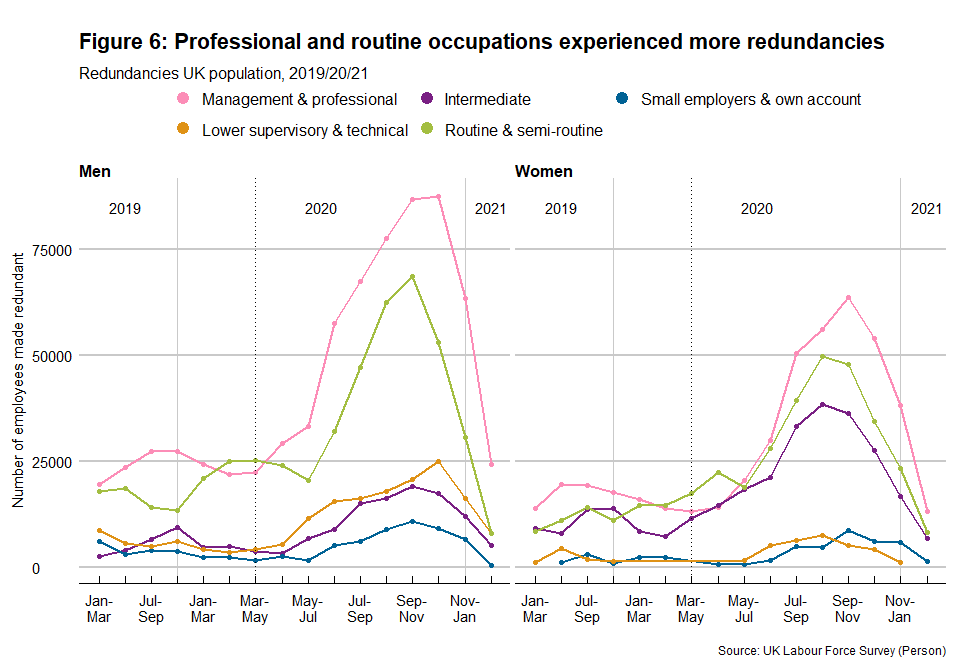 Figure 6: Professional and routine occupations experienced more redundancies
Redundancies UK population, 2019/20/21
Management & professional
Intermediate
Small employers & own account
Lower supervisory & technical
Routine & semi-routine
Men
Women
2019
2020
2021
2019
2020
2021
Number of employees made redundant
75000
50000
25000
0
Jan-
Mar
Jul-
Sep
Jan-
Mar
Mar-
May
May-
Jul
Jul-
Sep
Sep-
Nov
Nov-
Jan
Jan-
Mar
Jul-
Sep
Jan-
Mar
Mar-
May
May-
Jul
Jul-
Sep
Sep-
Nov
Nov-
Jan
Source: UK Labour Force Survey (Person)